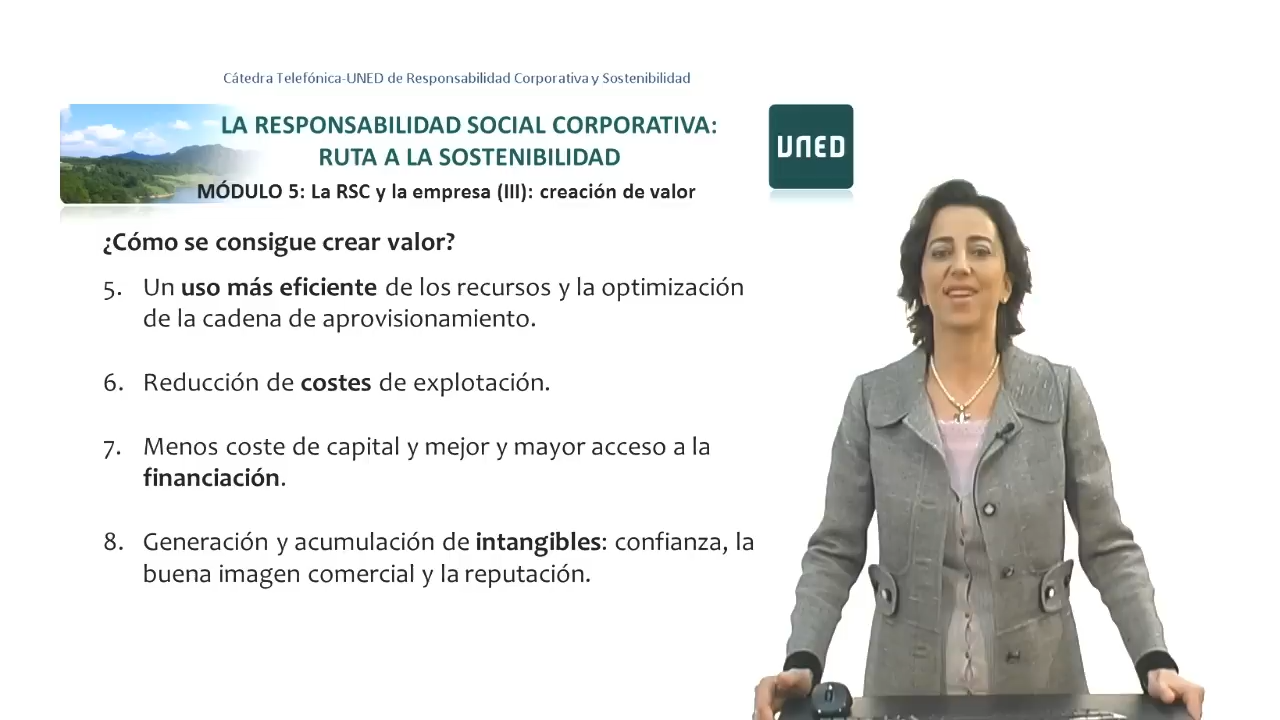 Cátedra Telefónica-UNED de Responsabilidad Corporativa y Sostenibilidad
LA RESPONSABILIDAD SOCIAL CORPORATIVA:
RUTA A LA SOSTENIBILIDAD
UNED
MÓDULO 5: La RSC y la empresa (III): creación de valor
¿Cómo se consigue crear valor?
5. Un uso más eficiente de los recursos y la optimización
de la cadena de aprovisionamiento.
6. Reducción de costes de explotación.
7. Menos coste de capital y mejor y mayor acceso a la
financiación.
8. Generación y acumulación de intangibles: confianza, la
buena imagen comercial y la reputación.